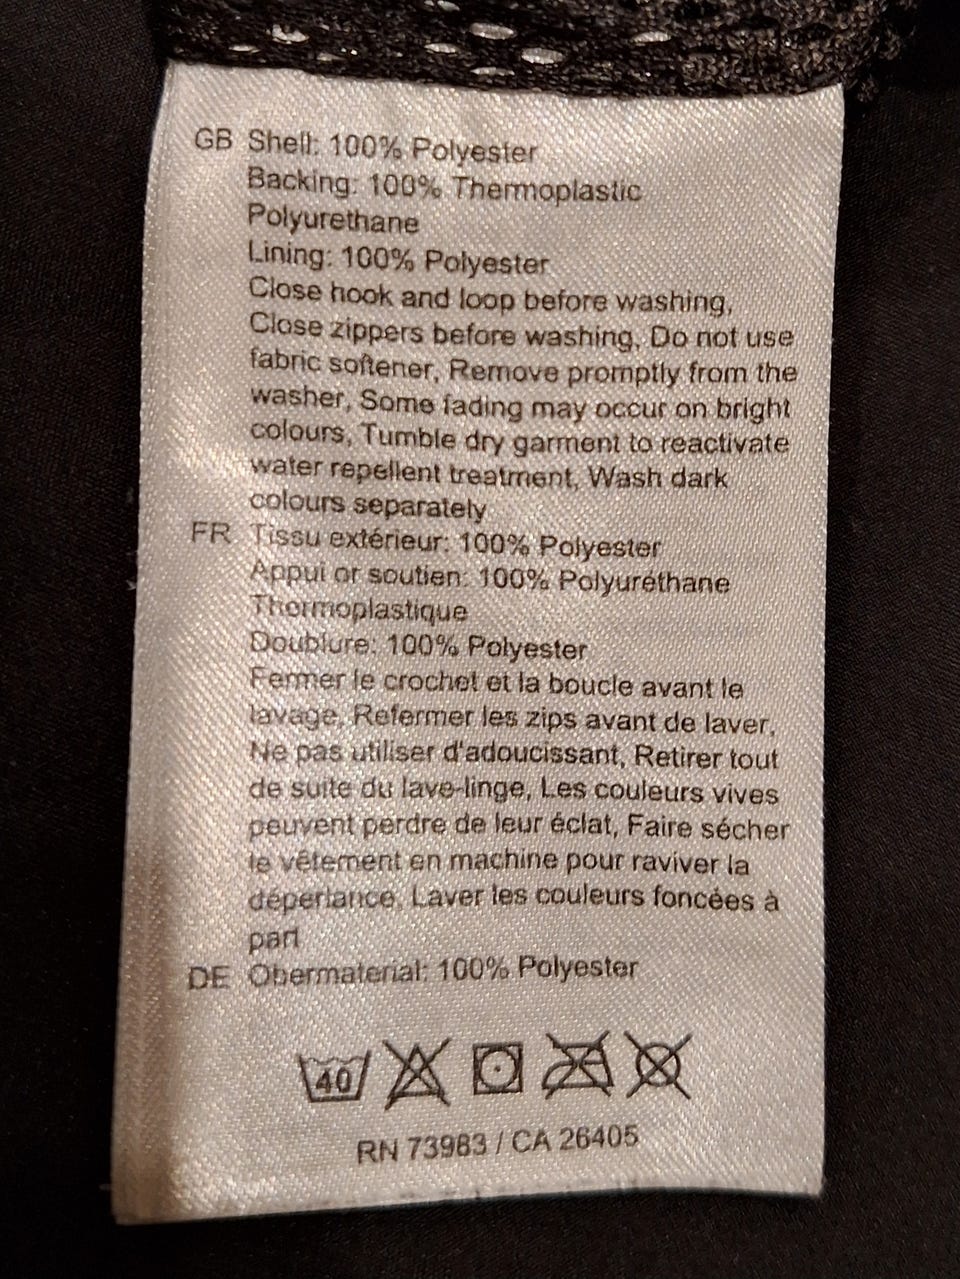 GB Shell: 100% Polyester
Backing: 100% Thermoplastic
Polyurethane
Lining: 100% Polyester
Close hook and loop before washing,
Close zippers before washing, Do not use
fabric softener, Remove promptly from the
washer, Some fading may occur on bright
colours, Tumble dry garment to reactivate
water repellent treatment, Wash dark
colours separately
FR Tissu extérieur: 100% Polyester
Appui or soutien: 100% Polyuréthane
Thermoplastique
Doublure: 100% Polyester
Fermer le crochet et la boucle avant le
lavage, Refermer les zips avant de laver,
Ne pas utiliser d'adoucissant, Retirer tout
de suite du lave-linge, Les couleurs vives
peuvent perdre de leur éclat, Faire sécher
le vêtement en machine pour raviver la
déperlance, Laver les couleurs foncées à
part
DE Obermaterial: 100% Polyester
40
RN 73983 / CA 26405